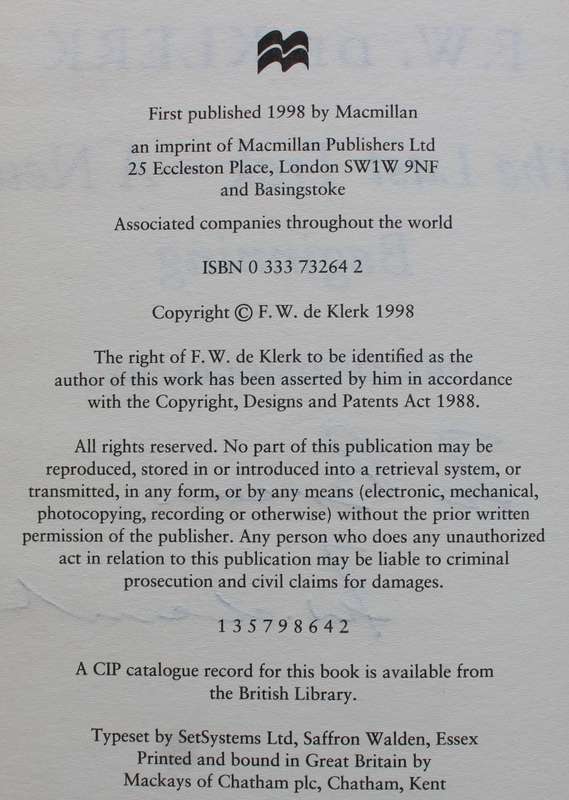 First published 1998 by Macmillan
an imprint of Macmillan Publishers Ltd
25 Eccleston Place, London SW1W 9NF
and Basingstoke
Associated companies throughout the world
ISBN 0 333 73264 2
Copyright © F. W. de Klerk 1998
The right of F. W. de Klerk to be identified as the
author of this work has been asserted by him in accordance
with the Copyright, Designs and Patents Act 1988.
All rights reserved. No part of this publication may be
reproduced, stored in or introduced into a retrieval system, or
transmitted, in any form, or by any means (electronic, mechanical,
photocopying, recording or otherwise) without the prior written
permission of the publisher. Any person who does any unauthorized
act in relation to this publication may be liable to criminal
prosecution and civil claims for damages.
1 3 5 7 9 8 6 4 2
A CIP catalogue record for this book is available from
the British Library.
Typeset by SetSystems Ltd, Saffron Walden, Essex
Printed and bound in Great Britain by
Mackays of Chatham plc, Chatham, Kent